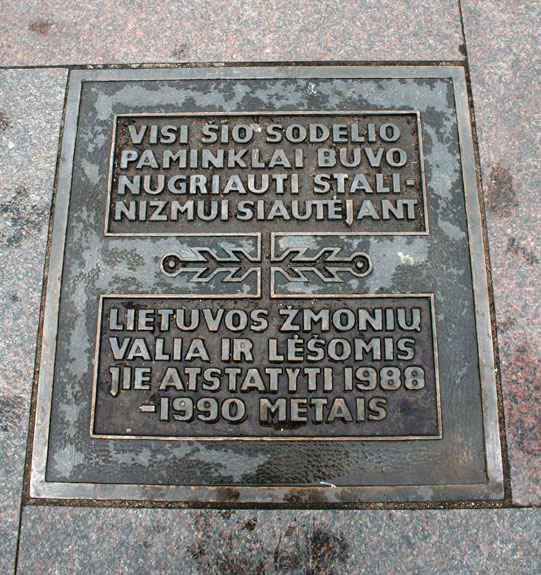 VISI ŠIO SODELIO
PAMINKLAI BUVO
NUGRIAUTI STALI-
NIZMUI SIAUTĖJANT
LIETUVOS ŽMONIŲ
VALIA IR LĖŠOMIS
JIE ATSTATYTI 1988
-1990 METAIS